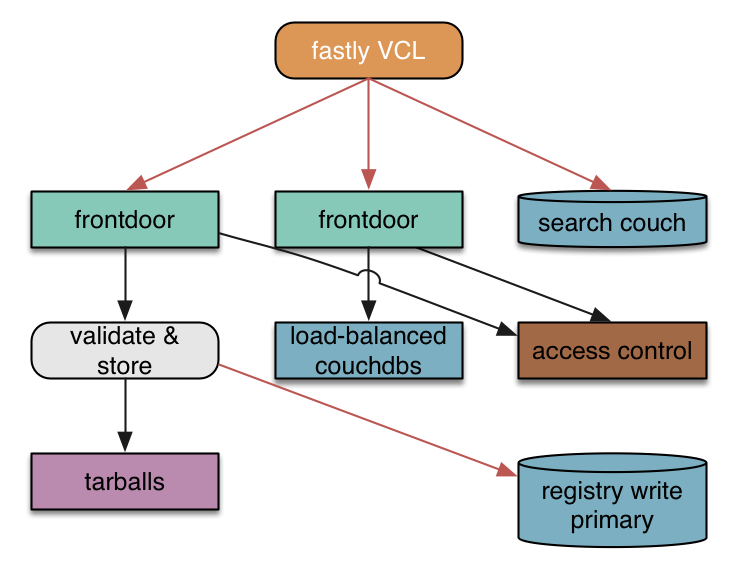 fastly VCL
frontdoor
frontdoor
search couch
validate &
store
load-balanced
couchdbs
access control
tarballs
registry write
primary